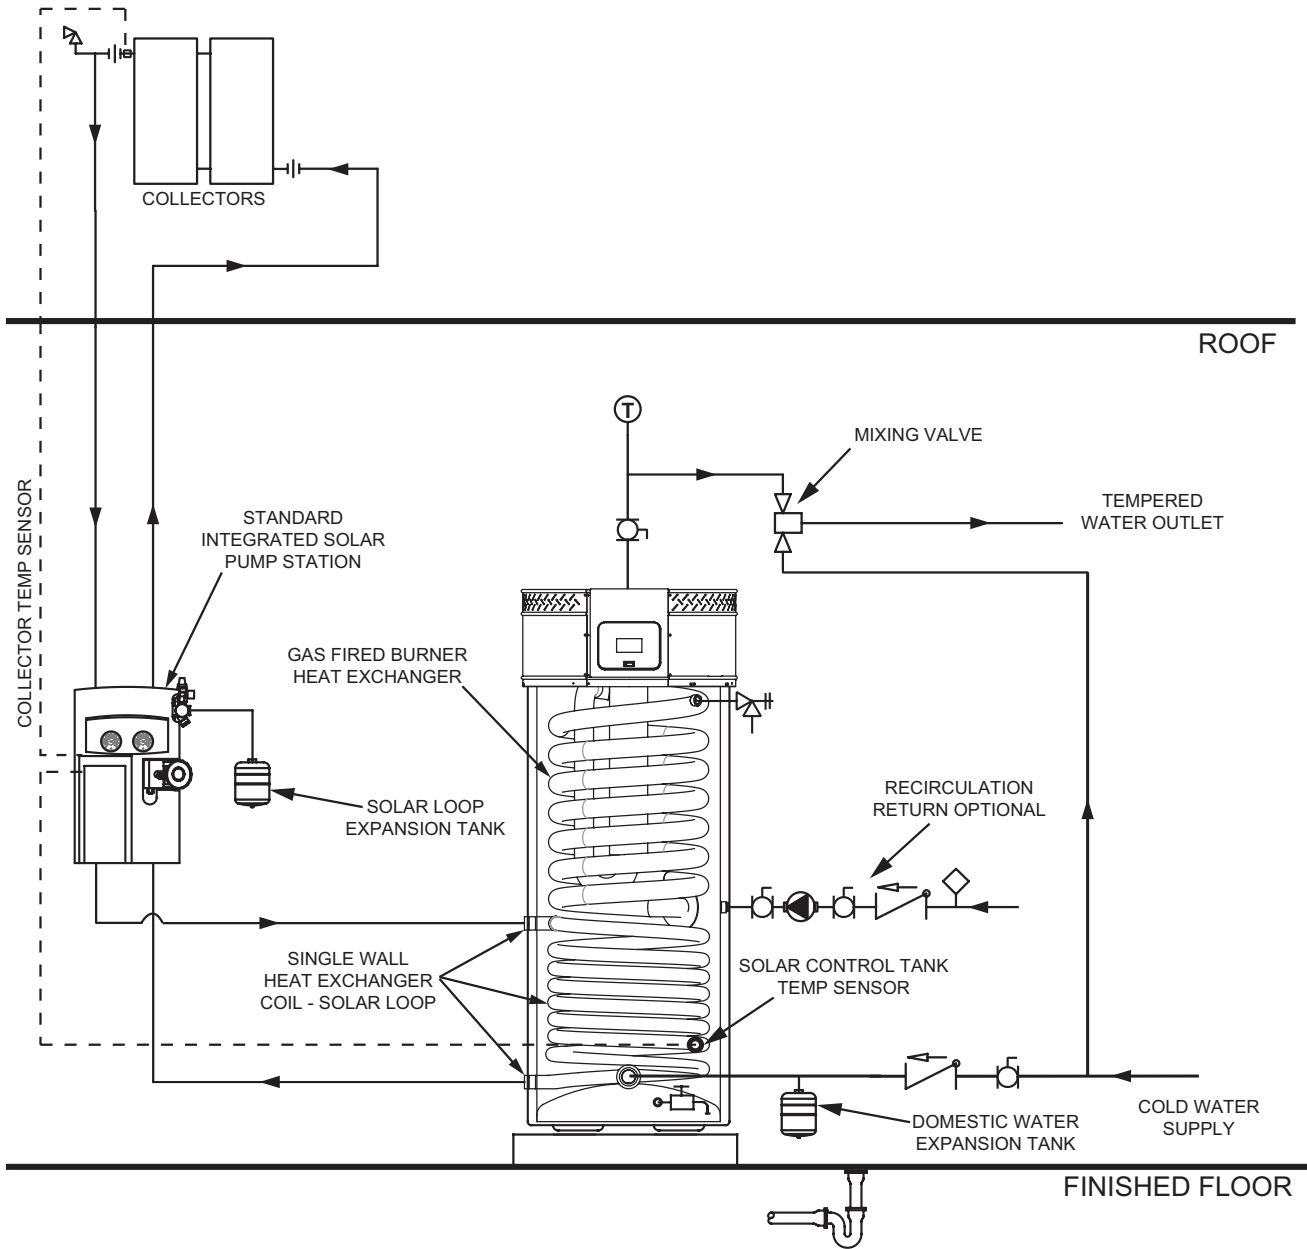 COLLECTORS
ROOF
T
MIXING VALVE
TEMPERED
WATER OUTLET
COLLECTOR TEMP SENSOR
STANDARD
INTEGRATED SOLAR
PUMP STATION
GAS FIRED BURNER
HEAT EXCHANGER
SOLAR LOOP
EXPANSION TANK
RECIRCULATION
RETURN OPTIONAL
SINGLE WALL
HEAT EXCHANGER
COIL - SOLAR LOOP
SOLAR CONTROL TANK
TEMP SENSOR
DOMESTIC WATER
EXPANSION TANK
COLD WATER
SUPPLY
FINISHED FLOOR